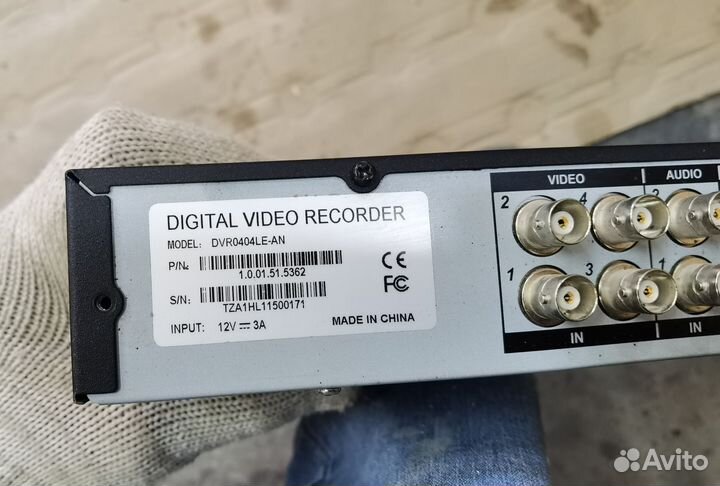 DIGITAL VIDEO RECORDER
MODEL: DVR0404LE-AN
P/N:
1.0.01.51.5362
S/N:
TZA1HL11500171
INPUT: 12V ⎓ 3A
MADE IN CHINA
CE
FC
VIDEO
AUDIO
2 4 2
1 3 1
IN IN
Avito